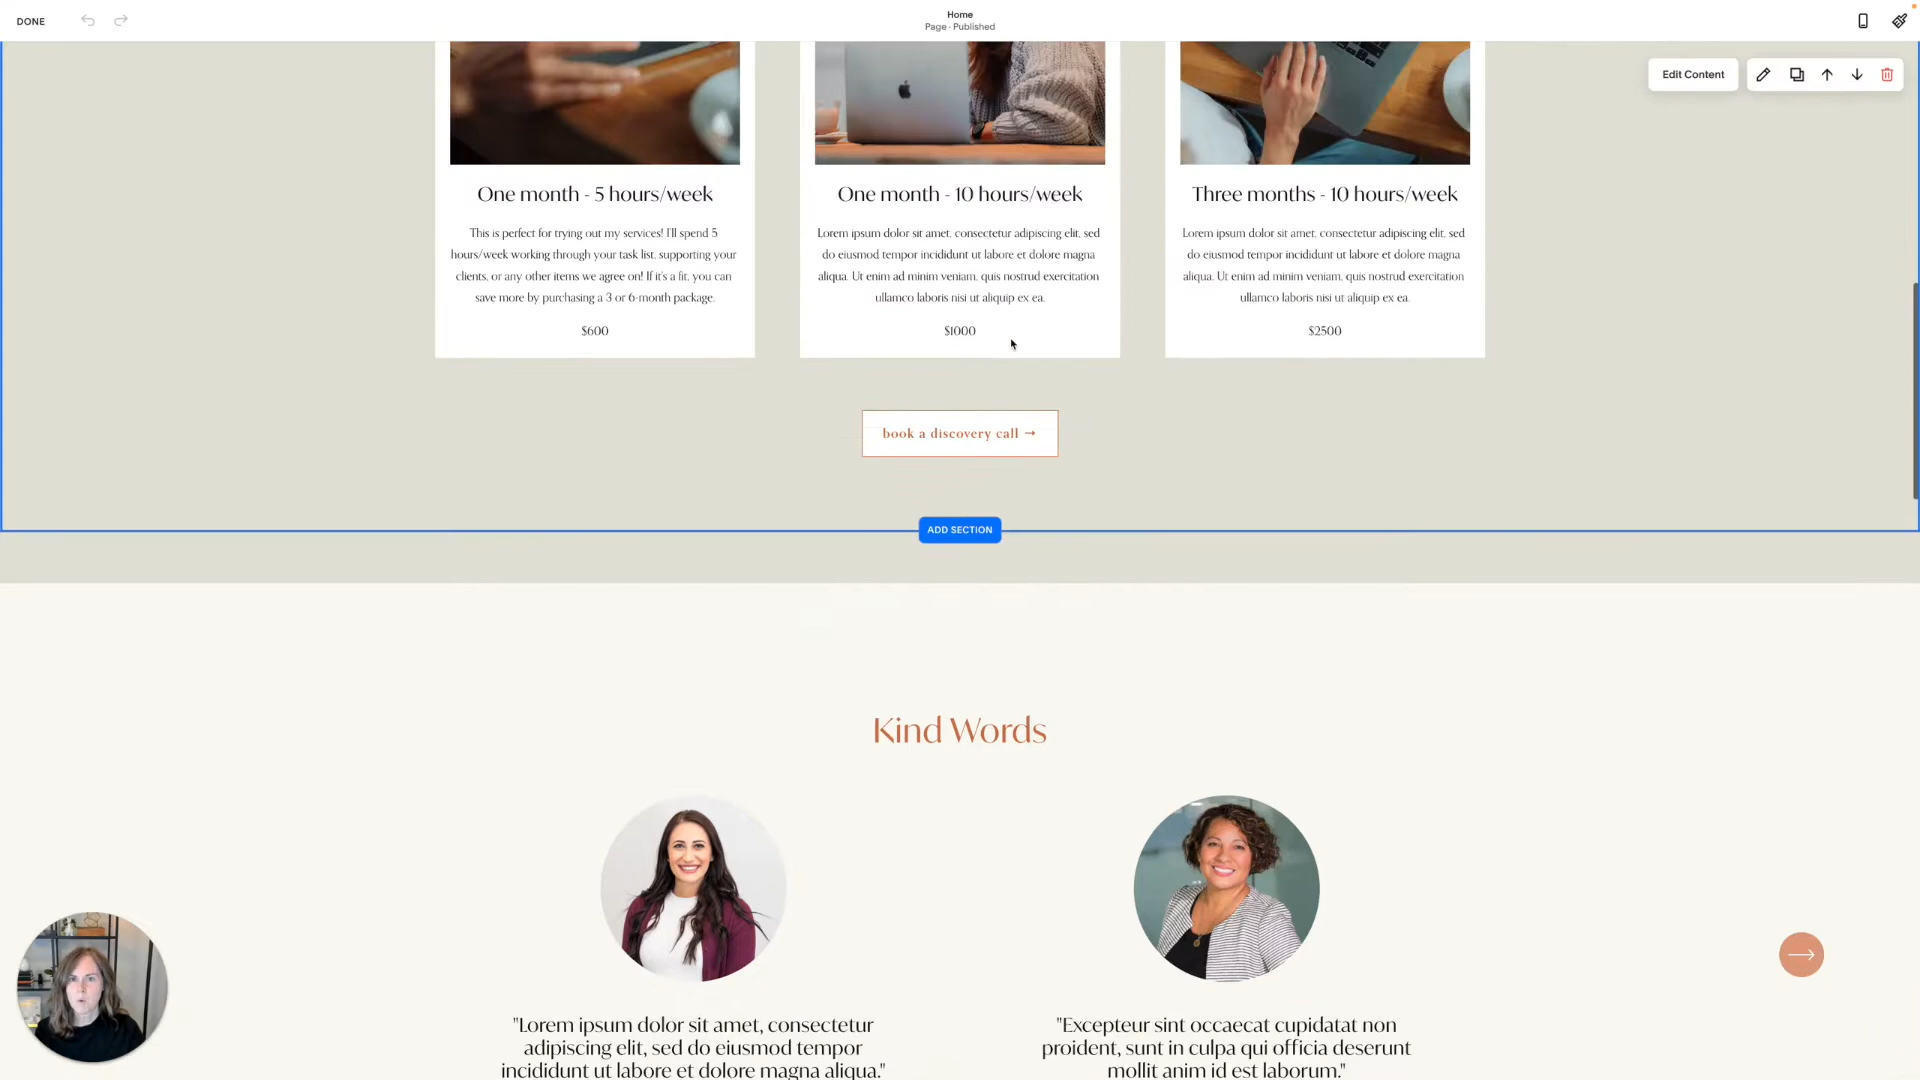 DONE
Home
Page · Published
Edit Content
One month - 5 hours/week
This is perfect for trying out my services! I'll spend 5
hours/week working through your task list, supporting your
clients, or any other items we agree on! If it's a fit, you can
save more by purchasing a 3 or 6-month package.
$600
One month - 10 hours/week
Lorem ipsum dolor sit amet, consectetur adipiscing elit, sed
do eiusmod tempor incididunt ut labore et dolore magna
aliqua. Ut enim ad minim veniam, quis nostrud exercitation
ullamco laboris nisi ut aliquip ex ea.
$1000
Three months - 10 hours/week
Lorem ipsum dolor sit amet, consectetur adipiscing elit, sed
do eiusmod tempor incididunt ut labore et dolore magna
aliqua. Ut enim ad minim veniam, quis nostrud exercitation
ullamco laboris nisi ut aliquip ex ea.
$2500
book a discovery call →
ADD SECTION
Kind Words
"Lorem ipsum dolor sit amet, consectetur
adipiscing elit, sed do eiusmod tempor
incididunt ut labore et dolore magna aliqua."
"Excepteur sint occaecat cupidatat non
proident, sunt in culpa qui officia deserunt
mollit anim id est laborum."